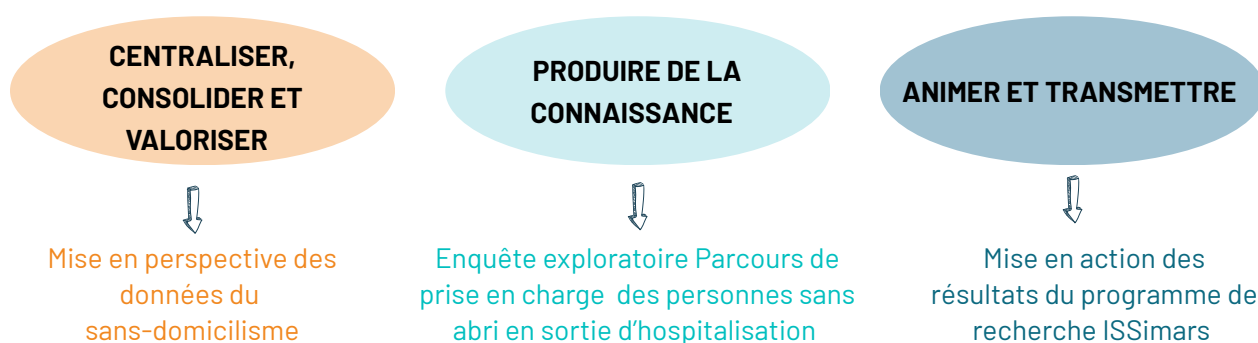 CENTRALISER,
CONSOLIDER ET
VALORISER
PRODUIRE DE LA
CONNAISSANCE
ANIMER ET TRANSMETTRE
Mise en perspective des
données du
sans-domicilisme
Enquête exploratoire Parcours de
prise en charge des personnes sans
abri en sortie d'hospitalisation
Mise en action des
résultats du programme de
recherche ISSimars